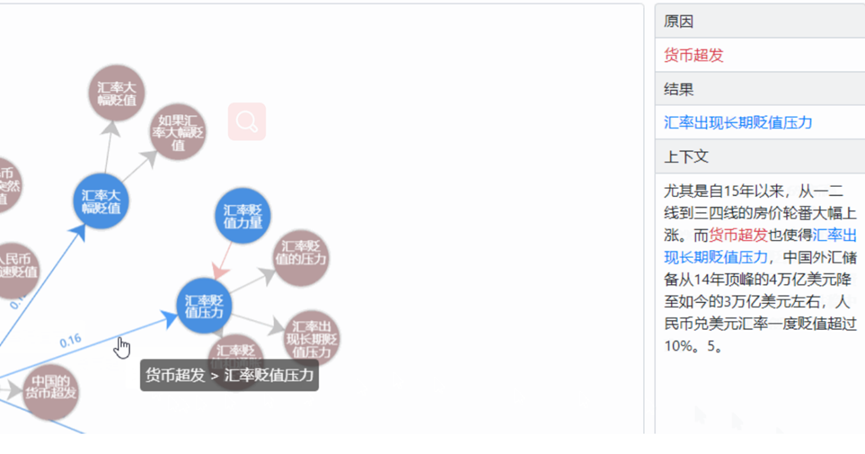 汇率大
幅贬值
如果汇
率大幅贬
值
汇率大
幅贬值
汇率贬
值力量
汇率贬
值的压力
汇率贬
值压力
汇率出
现长期贬
值压力
汇率贬
0.16
货币超发 > 汇率贬值压力
中国的
货币超发
人民币
速贬值
币
突然
值
原因
货币超发
结果
汇率出现长期贬值压力
上下文
尤其是自15年以来，从一二
线到三四线的房价轮番大幅上
涨。而货币超发也使得汇率出
现长期贬值压力，中国外汇储
备从14年顶峰的4万亿美元降
至如今的3万亿美元左右，人
民币兑美元汇率一度贬值超过
10%。5。